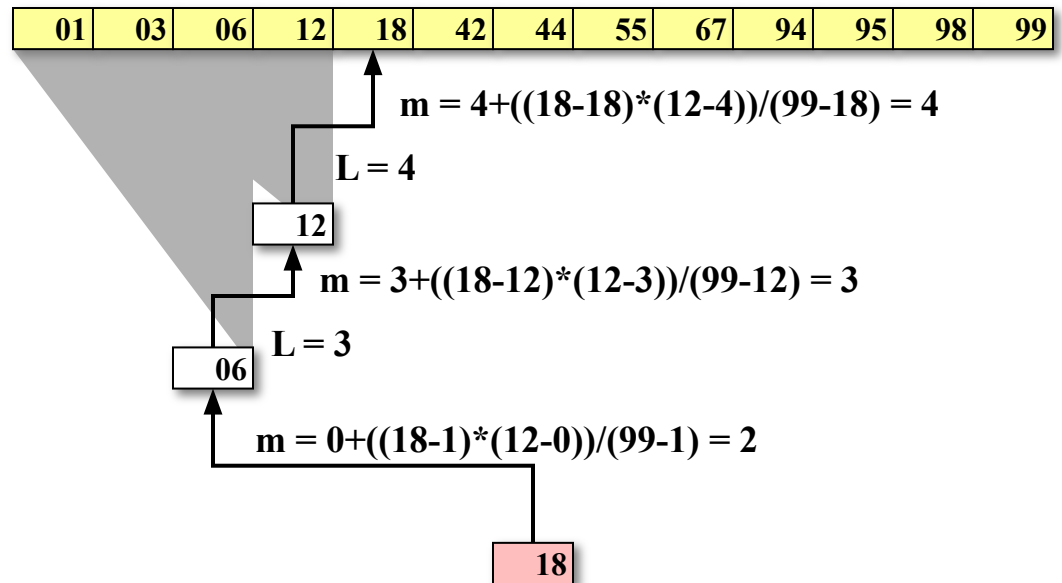 01 03 06 12 18 42 44 55 67 94 95 98 99
m = 4+((18-18)*(12-4))/(99-18) = 4
L = 4
12
m = 3+((18-12)*(12-3))/(99-12) = 3
L = 3
06
m = 0+((18-1)*(12-0))/(99-1) = 2
18